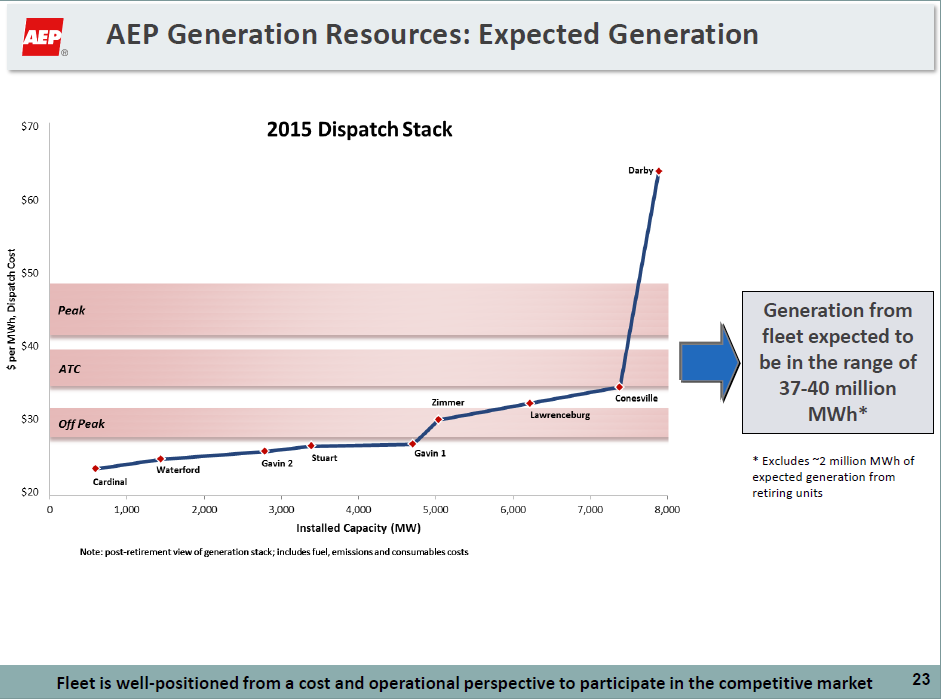 AEP
®
AEP Generation Resources: Expected Generation
2015 Dispatch Stack
$ per MWh, Dispatch Cost
$70
$60
$50
$40
$30
$20
Peak
ATC
Off Peak
Cardinal
Waterford
Gavin 2
Stuart
Gavin 1
Zimmer
Lawrenceburg
Conesville
Darby
0
1,000
2,000
3,000
4,000
5,000
6,000
7,000
8,000
Installed Capacity (MW)
Note: post-retirement view of generation stack; includes fuel, emissions and consumables costs
Generation from
fleet expected to
be in the range of
37-40 million
MWh*
* Excludes ~2 million MWh of
expected generation from
retiring units
Fleet is well-positioned from a cost and operational perspective to participate in the competitive market
23